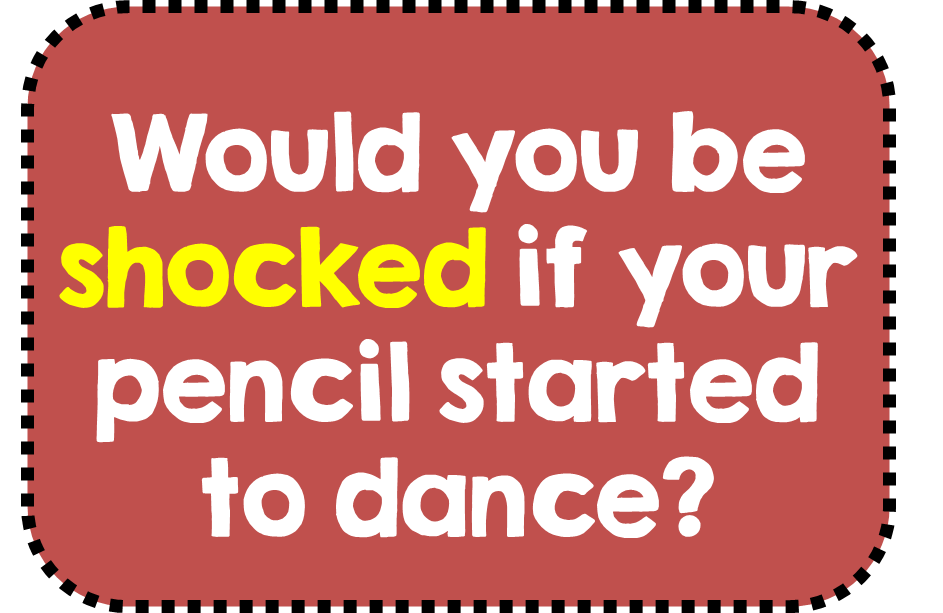 Would you be
shocked if your
pencil started
to dance?